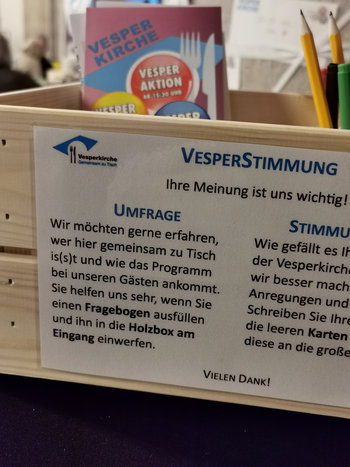 VESPER
KIRCHE
VESPER
AKTION
VESPER
Vesperkirche
Gemeinsam zu Tisch
VESPERSTIMMUNG
Ihre Meinung ist uns wichtig!
UMFRAGE
Wir möchten gerne erfahren,
wer hier gemeinsam zu Tisch
is(s)t und wie das Programm
bei unseren Gästen ankommt.
Sie helfen uns sehr, wenn Sie
einen Fragebogen ausfüllen
und ihn in die Holzbox am
Eingang einwerfen.
STIMMU
Wie gefällt es Ih
der Vesperkirche
wir besser mach
Anregungen und
Schreiben Sie Ihre
die leeren Karten
diese an die große
VIELEN DANK!